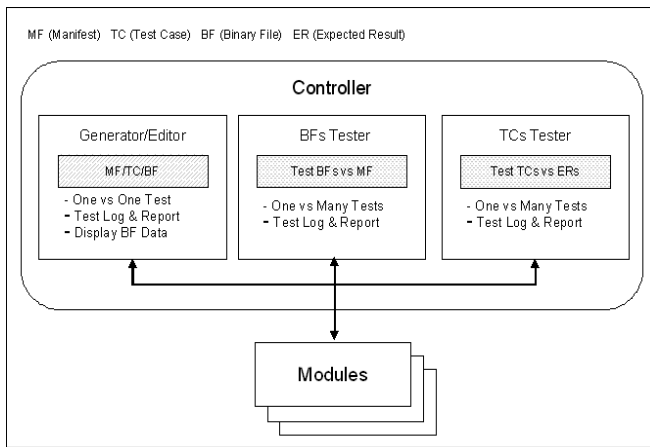 MF (Manifest) TC (Test Case) BF (Binary File) ER (Expected Result)
Controller
Generator/Editor
MF/TC/BF
- One vs One Test
- Test Log & Report
- Display BF Data
BFs Tester
Test BFs vs MF
- One vs Many Tests
- Test Log & Report
TCs Tester
Test TCs vs ERs
- One vs Many Tests
- Test Log & Report
Modules